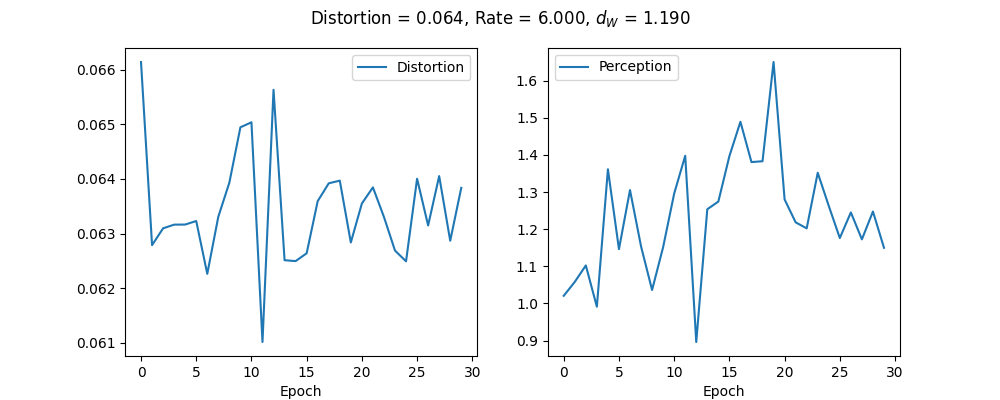 Distortion = 0.064, Rate = 6.000, d_W = 1.190
Distortion
0.066
0.065
0.064
0.063
0.062
0.061
0 5 10 15 20 25 30
Epoch
Perception
1.6
1.5
1.4
1.3
1.2
1.1
1.0
0.9
0 5 10 15 20 25 30
Epoch